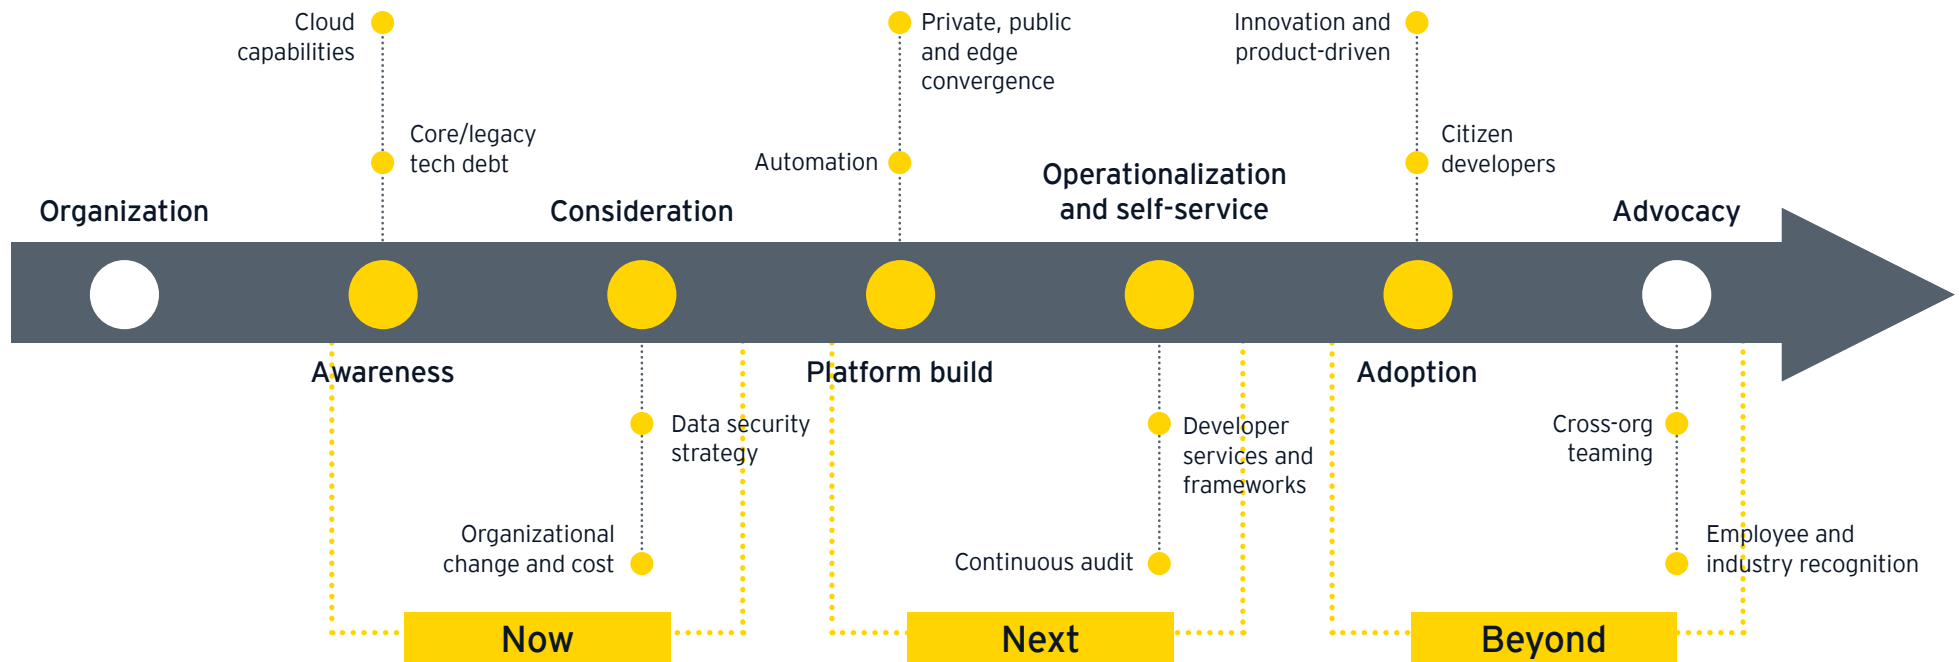 Cloud
capabilities
Core/legacy
tech debt
Private, public
and edge
convergence
Automation
Innovation and
product-driven
Citizen
developers
Organization
Consideration
Operationalization
and self-service
Advocacy
Awareness
Platform build
Adoption
Data security
strategy
Organizational
change and cost
Developer
services and
frameworks
Continuous audit
Cross-org
teaming
Employee and
industry recognition
Now
Next
Beyond